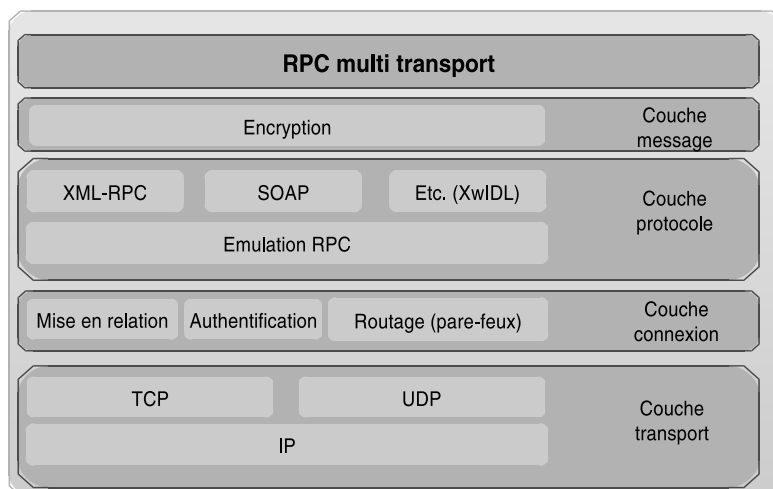 RPC multi transport
Encryption
Couche
message
XML-RPC
SOAP
Etc. (XwIDL)
Emulation RPC
Couche
protocole
Mise en relation
Authentification
Routage (pare-feux)
Couche
connexion
TCP
UDP
IP
Couche
transport